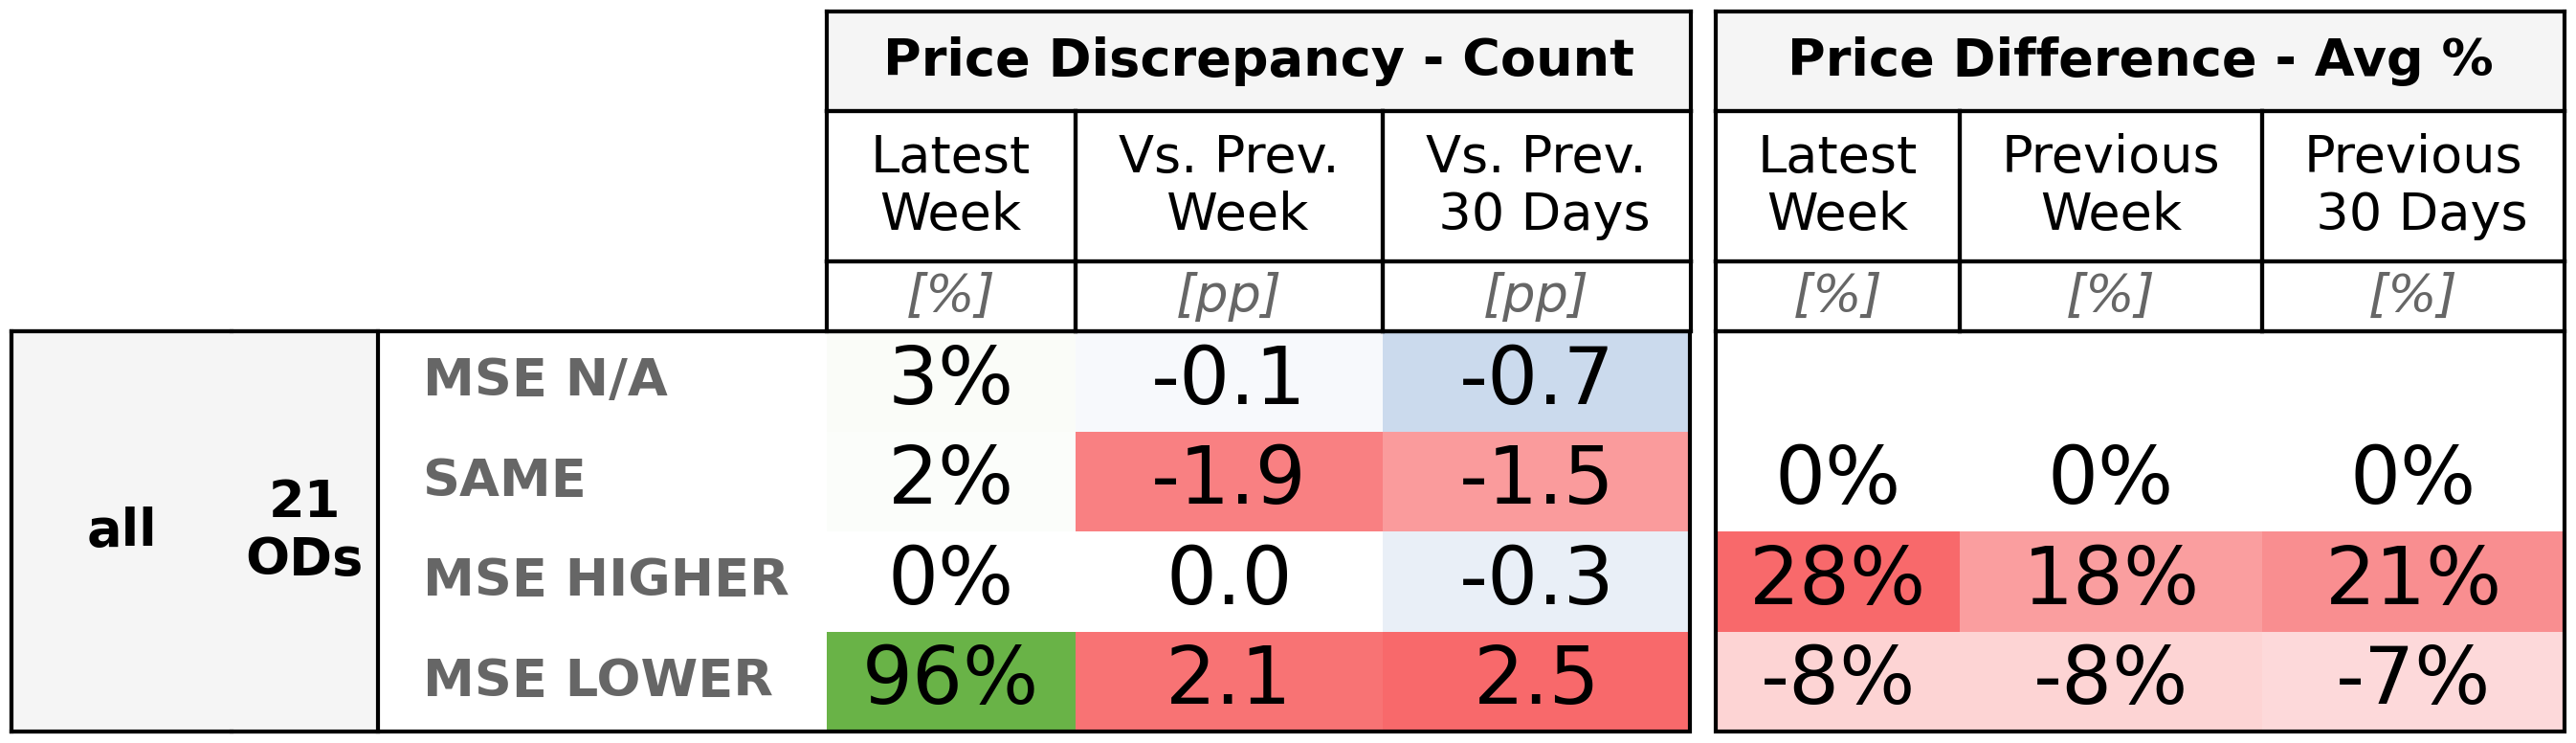 Price Discrepancy - Count Price Difference - Avg %
Latest Week Vs. Prev. Week Vs. Prev. 30 Days Latest Week Previous Week Previous 30 Days
[%] [pp] [pp] [%] [%] [%]
all 21 ODs
MSE N/A 3% -0.1 -0.7
SAME 2% -1.9 -1.5 0% 0% 0%
MSE HIGHER 0% 0.0 -0.3 28% 18% 21%
MSE LOWER 96% 2.1 2.5 -8% -8% -7%